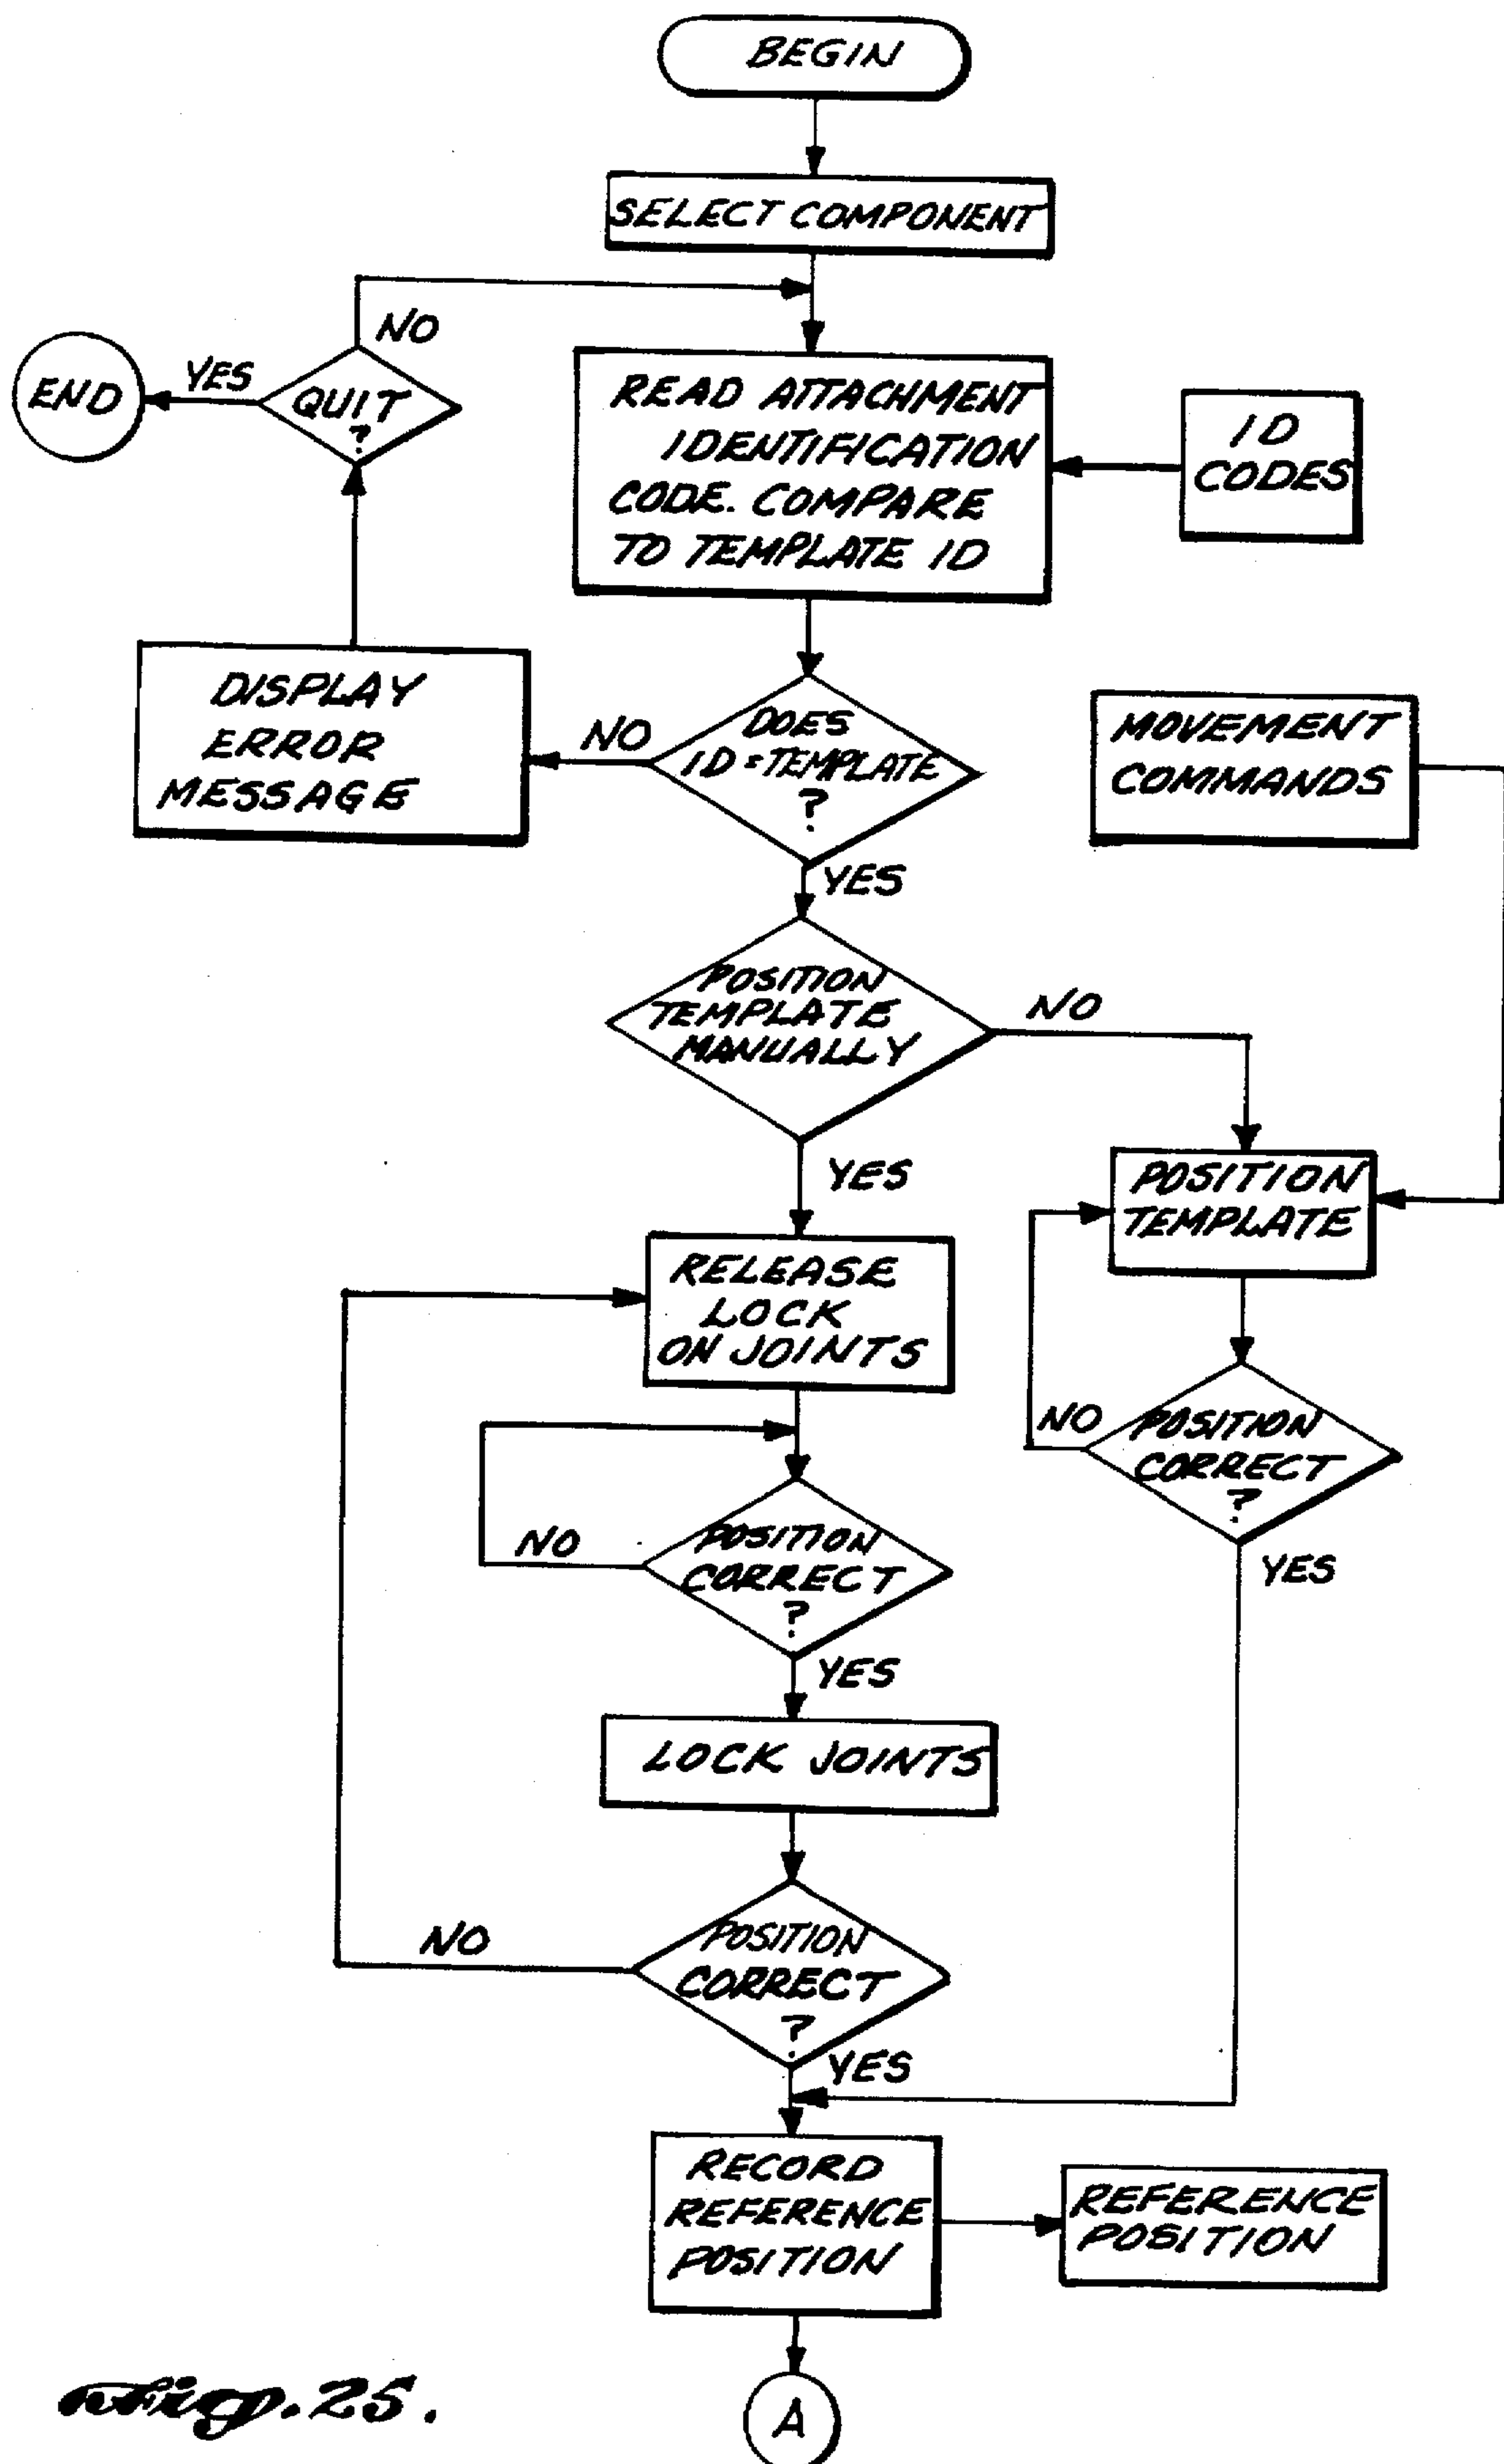 BEGIN
SELECT COMPONENT
NO
END
YES
QUIT
?
READ ATTACHMENT
IDENTIFICATION
CODE. COMPARE
TO TEMPLATE ID
ID
CODES
DISPLAY
ERROR
MESSAGE
NO
DOES
ID = TEMPLATE
?
MOVEMENT
COMMANDS
YES
POSITION
TEMPLATE
MANUALLY
NO
YES
POSITION
TEMPLATE
RELEASE
LOCK
ON JOINTS
NO
POSITION
CORRECT
?
YES
NO
POSITION
CORRECT
?
YES
LOCK JOINTS
NO
POSITION
CORRECT
?
YES
RECORD
REFERENCE
POSITION
REFERENCE
POSITION
A
Fig. 25.